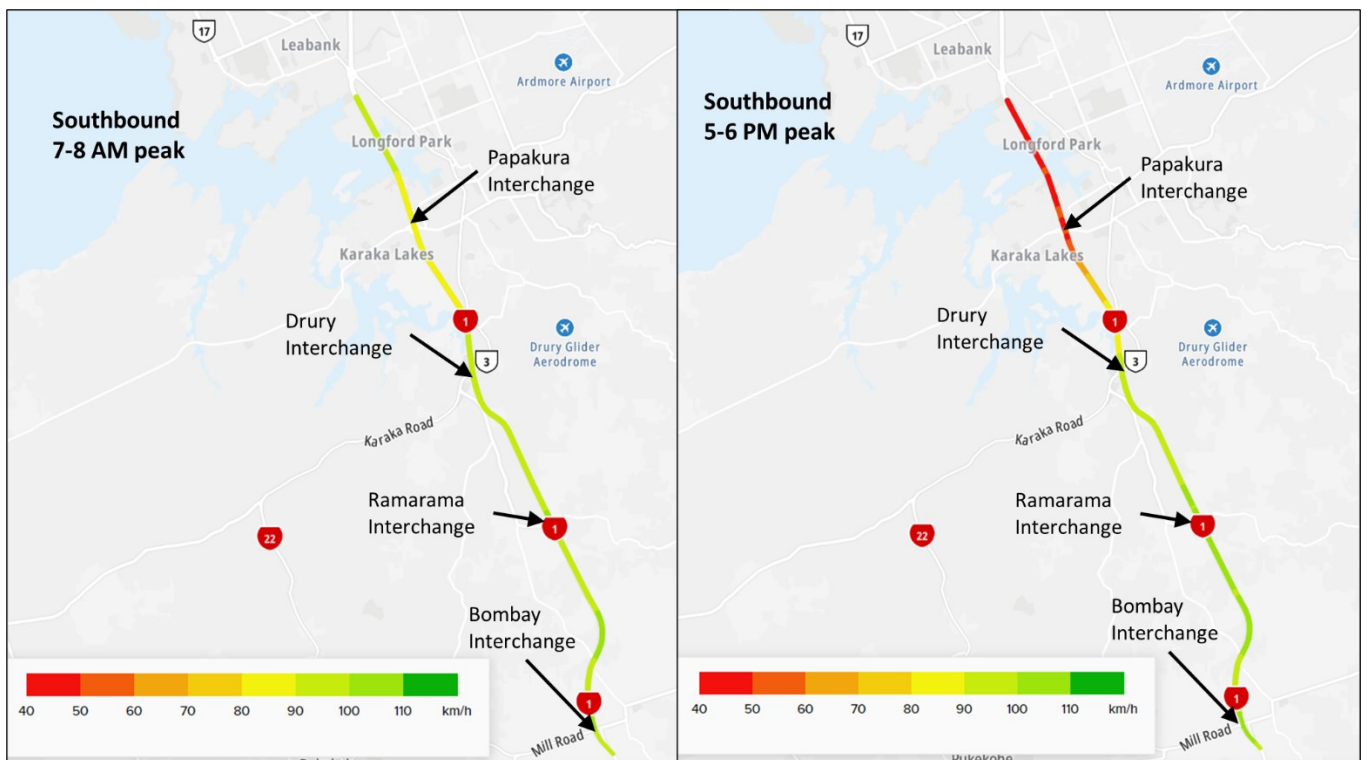 17
Leabank
Ardmore Airport
Southbound
7-8 AM peak
Longford Park
Papakura
Interchange
Karaka Lakes
Drury
Interchange
1
Drury Glider
Aerodrome
3
Karaka Road
Ramarama
Interchange
1
22
Bombay
Interchange
1
Mill Road
40 50 60 70 80 90 100 110 km/h
17
Leabank
Ardmore Airport
Southbound
5-6 PM peak
Longford Park
Papakura
Interchange
Karaka Lakes
Drury
Interchange
1
Drury Glider
Aerodrome
3
Karaka Road
Ramarama
Interchange
1
22
Bombay
Interchange
1
Mill Road
40 50 60 70 80 90 100 110 km/h